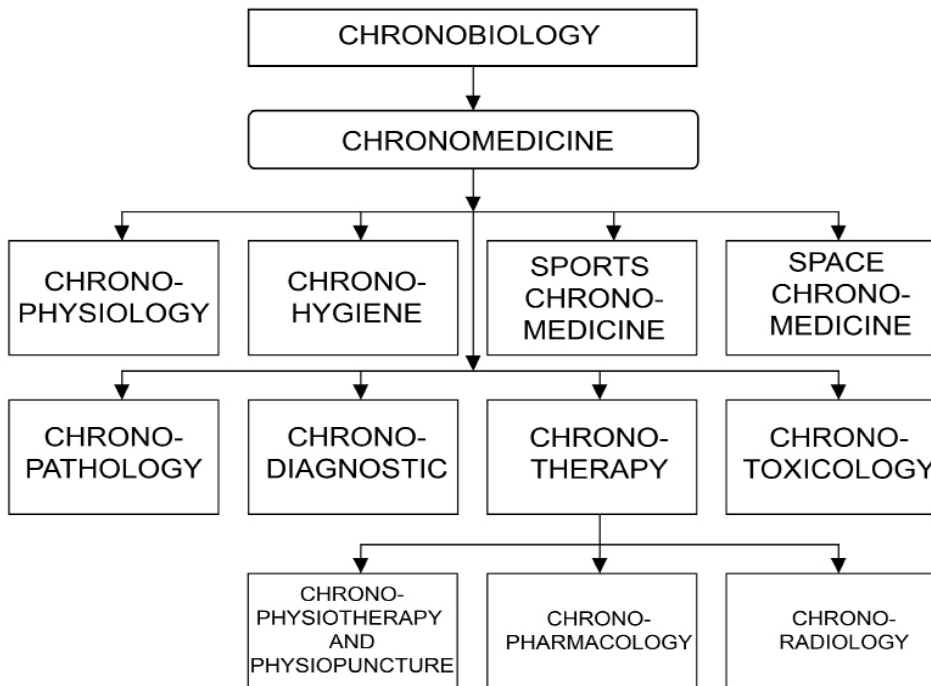 CHRONOBIOLOGY
CHRONOMEDICINE
CHRONO-
PHYSIOLOGY
CHRONO-
HYGIENE
SPORTS
CHRONO-
MEDICINE
SPACE
CHRONO-
MEDICINE
CHRONO-
PATHOLOGY
CHRONO-
DIAGNOSTIC
CHRONO-
THERAPY
CHRONO-
TOXICOLOGY
CHRONO-
PHYSIOTHERAPY
AND
PHYSIOPUNCTURE
CHRONO-
PHARMACOLOGY
CHRONO-
RADIOLOGY